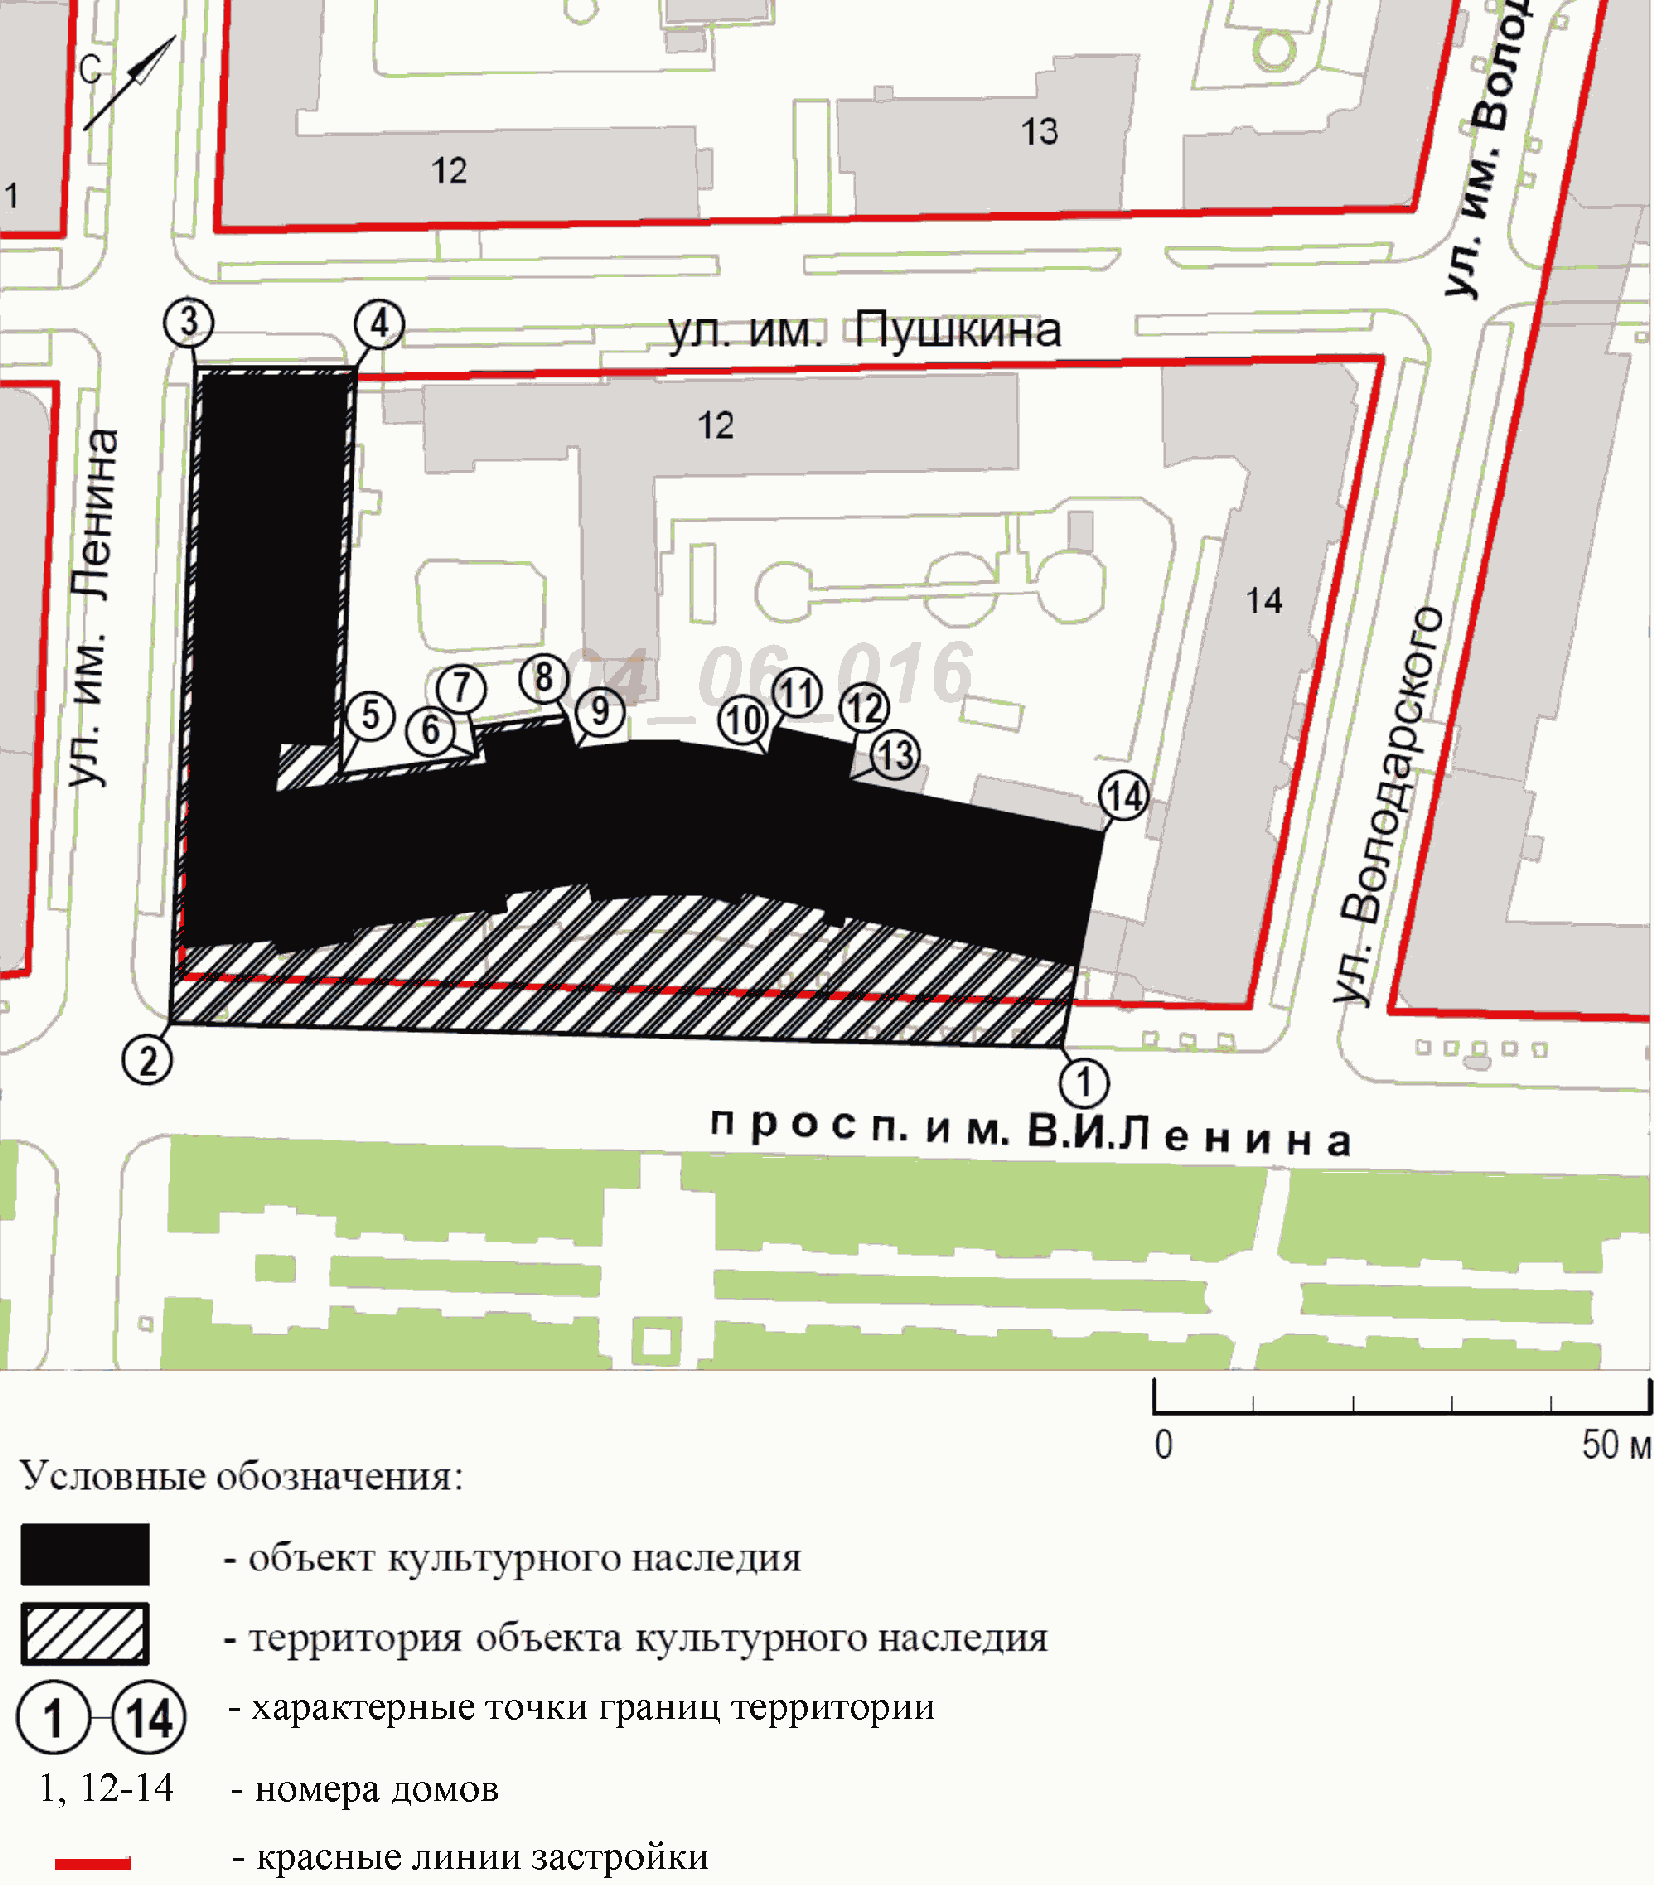 ул. им. Волод
С
13
12
1
3
4
ул. им. Пушкина
12
ул. им. Ленина
14
04_06_016
ул. Володарского
5
6
7
8
9
10
11
12
13
14
2
1
просп. им. В.И.Ленина
0
50 м
Условные обозначения:
- объект культурного наследия
- территория объекта культурного наследия
1-14 - характерные точки границ территории
1, 12-14 - номера домов
- красные линии застройки